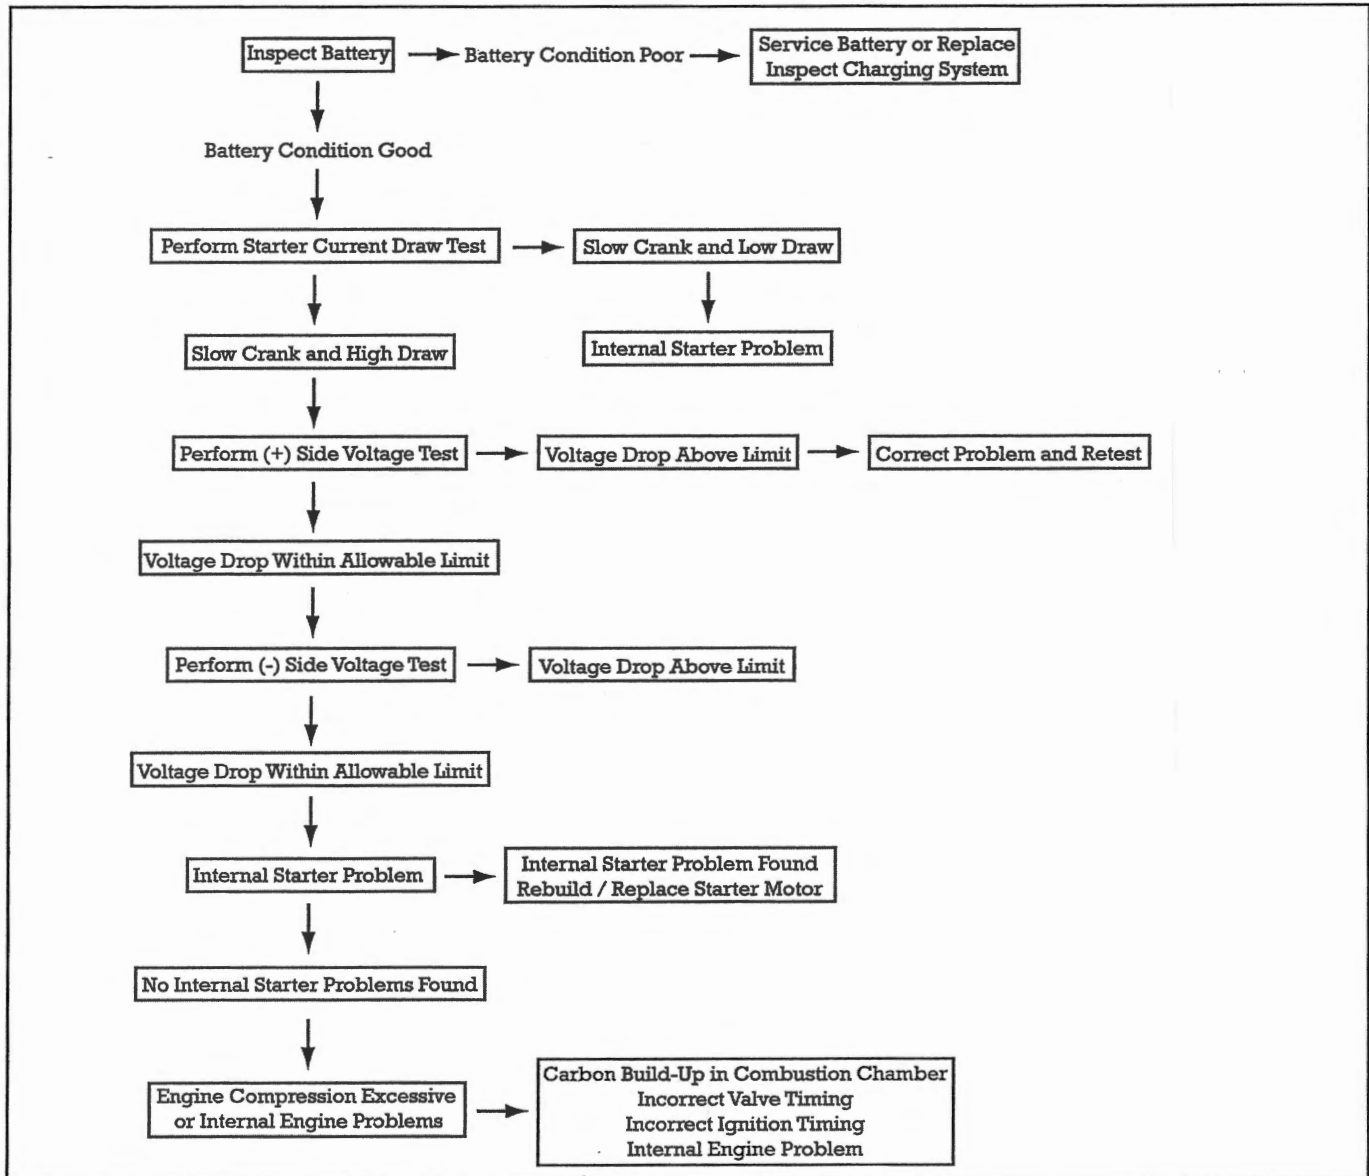 Inspect Battery
Battery Condition Poor
Service Battery or Replace
Inspect Charging System
Battery Condition Good
Perform Starter Current Draw Test
Slow Crank and Low Draw
Slow Crank and High Draw
Internal Starter Problem
Perform (+) Side Voltage Test
Voltage Drop Above Limit
Correct Problem and Retest
Voltage Drop Within Allowable Limit
Perform (-) Side Voltage Test
Voltage Drop Above Limit
Voltage Drop Within Allowable Limit
Internal Starter Problem
Internal Starter Problem Found
Rebuild / Replace Starter Motor
No Internal Starter Problems Found
Engine Compression Excessive
or Internal Engine Problems
Carbon Build-Up in Combustion Chamber
Incorrect Valve Timing
Incorrect Ignition Timing
Internal Engine Problem